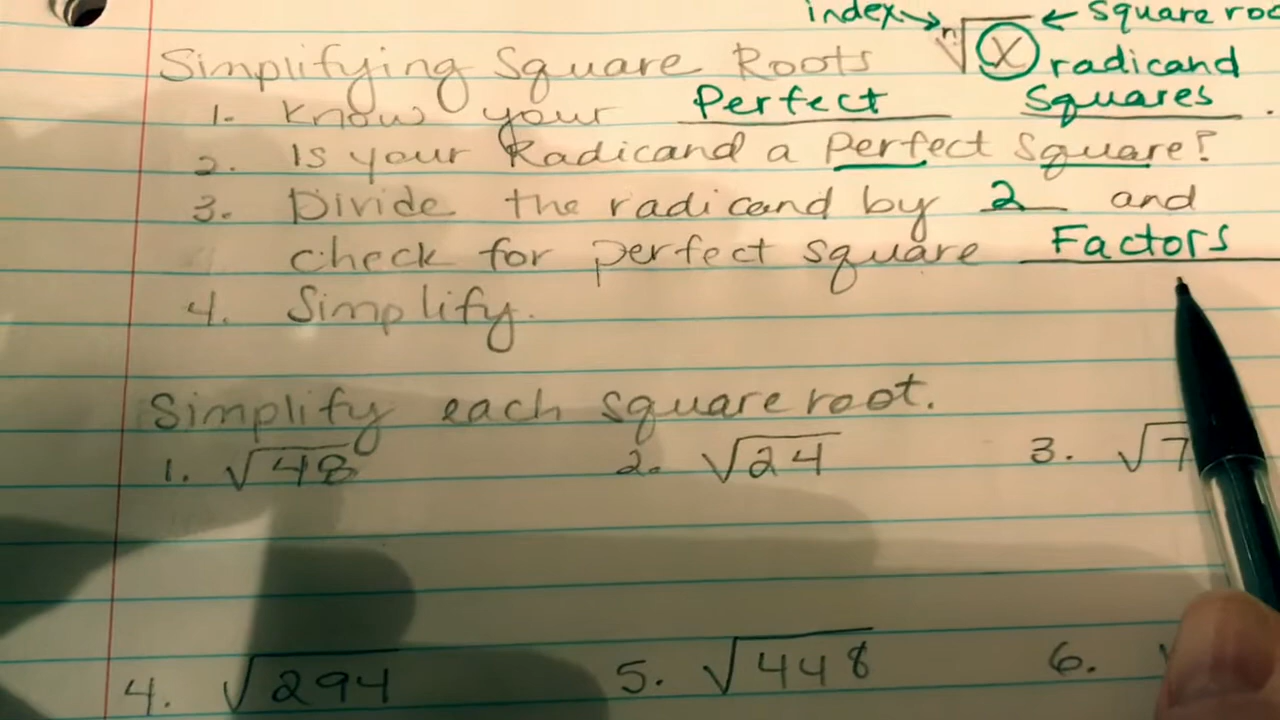 index → n√x ← square
Simplifying Square Roots radicand
1. Know your Perfect Squares.
2. Is your Radicand a perfect Square?
3. Divide the radicand by 2 and
check for perfect square Factors
4. Simplify.
Simplify each square root.
1. √48 2. √24 3. √7
4. √294 5. √448 6.